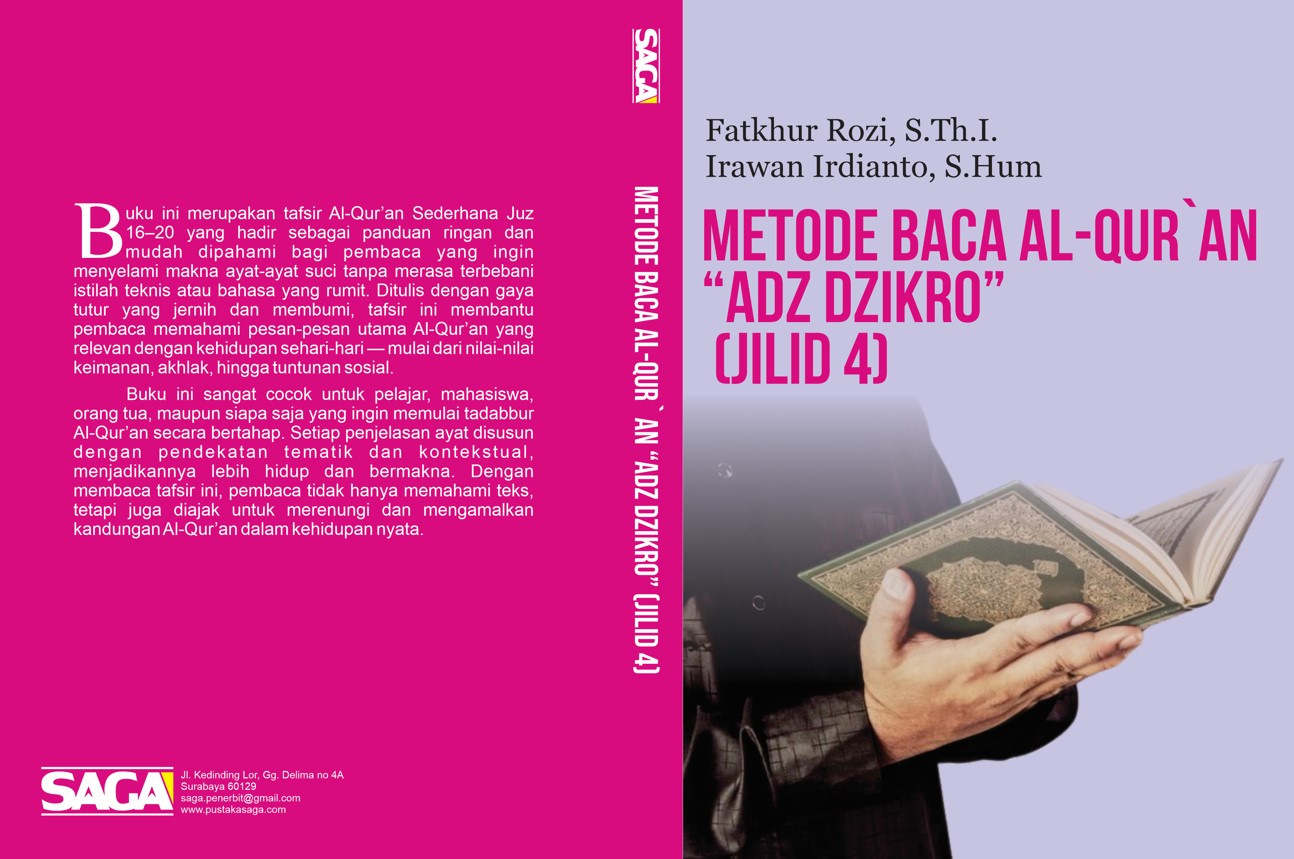 Buku ini merupakan tafsir Al-Qur’an Sederhana Juz
16–20 yang hadir sebagai panduan ringan dan
mudah dipahami bagi pembaca yang ingin
menyelami makna ayat-ayat suci tanpa merasa terbebani
istilah teknis atau bahasa yang rumit. Ditulis dengan gaya
tutur yang jernih dan membumi, tafsir ini membantu
pembaca memahami pesan-pesan utama Al-Qur’an yang
relevan dengan kehidupan sehari-hari — mulai dari nilai-nilai
keimanan, akhlak, hingga tuntunan sosial.
Buku ini sangat cocok untuk pelajar, mahasiswa,
orang tua, maupun siapa saja yang ingin memulai tadabbur
Al-Qur’an secara bertahap. Setiap penjelasan ayat disusun
dengan pendekatan tematik dan kontekstual,
menjadikannya lebih hidup dan bermakna. Dengan
membaca tafsir ini, pembaca tidak hanya memahami teks,
tetapi juga diajak untuk merenungi dan mengamalkan
kandungan Al-Qur’an dalam kehidupan nyata.
SAGA
Jl. Kedinding Lor, Gg. Delima no 4A
Surabaya 60129
saga.penerbit@gmail.com
www.pustakasaga.com
SAGA
METODE BACA AL-QUR`AN “ADZ DZIKRO” (JILID 4)
Fatkhur Rozi, S.Th.I.
Irawan Irdianto, S.Hum
METODE BACA AL-QUR`AN
“ADZ DZIKRO”
(JILID 4)